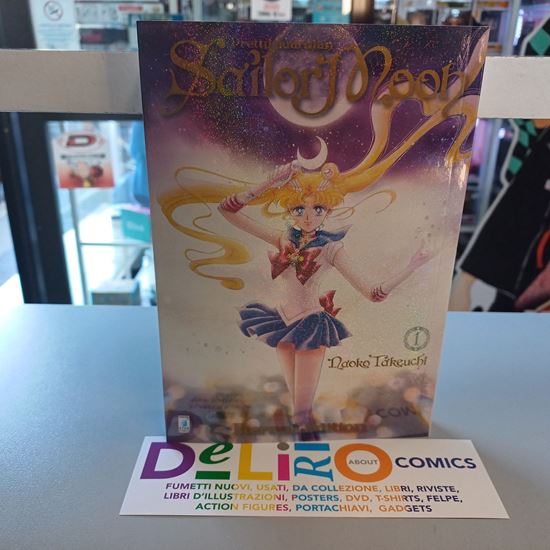 Pretty Guardian
Sailor Moon
1
Naoko Takeuchi
DeLiRiO
ABOUT
COMICS
FUMETTI NUOVI, USATI, DA COLLEZIONE, LIBRI, RIVISTE,
LIBRI D'ILLUSTRAZIONI, POSTERS, DVD, T-SHIRTS, FELPE,
ACTION FIGURES, PORTACHIAVI, GADGETS